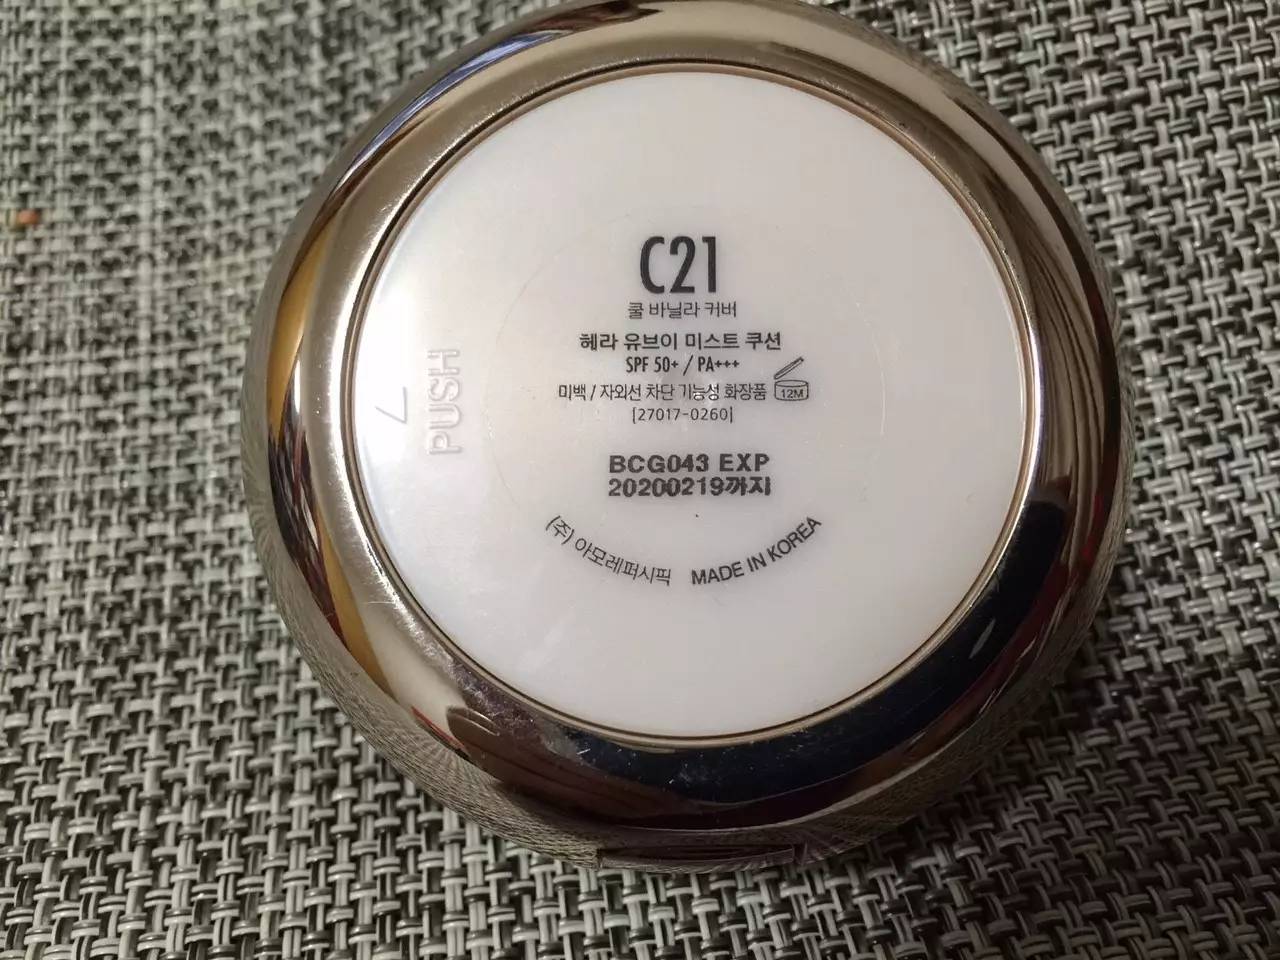 C21
쿨 바닐라 커버
헤라 유브이 미스트 쿠션
SPF 50+ / PA+++
미백 / 자외선 차단 기능성 화장품 12M
[27017-0260]
BCG043 EXP
20200219까지
(주) 아모레퍼시픽 MADE IN KOREA
PUSH
7